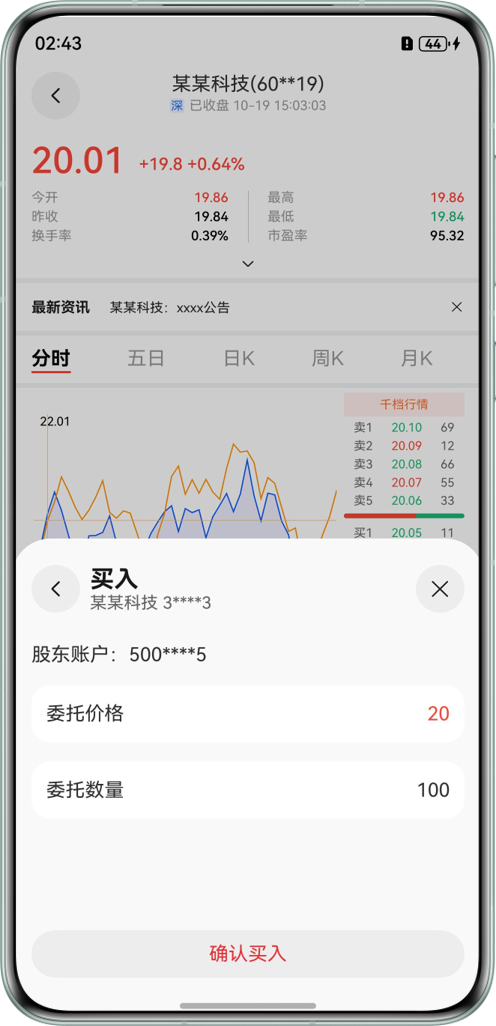 02:43
44
某某科技(60**19)
深 已收盘 10-19 15:03:03
20.01 +19.8 +0.64%
今开 19.86 最高 19.86
昨收 19.84 最低 19.84
换手率 0.39% 市盈率 95.32
最新资讯 某某科技：xxxx公告
分时 五日 日K 周K 月K
千档行情
22.01
卖1 20.10 69
卖2 20.09 12
卖3 20.08 66
卖4 20.07 55
卖5 20.06 33
买1 20.05 11
买入
某某科技 3****3
股东账户：500****5
委托价格 20
委托数量 100
确认买入